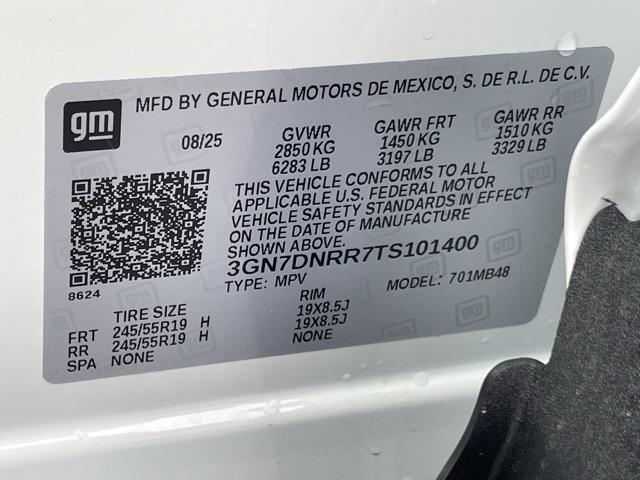 gm MFD BY GENERAL MOTORS DE MEXICO, S. DE R.L. DE C.V.
08/25 GVWR GAWR FRT GAWR RR
2850 KG 1450 KG 1510 KG
6283 LB 3197 LB 3329 LB
THIS VEHICLE CONFORMS TO ALL
APPLICABLE U.S. FEDERAL MOTOR
VEHICLE SAFETY STANDARDS IN EFFECT
ON THE DATE OF MANUFACTURE
SHOWN ABOVE.
3GN7DNRR7TS101400
8624 TYPE: MPV MODEL: 701MB48
TIRE SIZE RIM
FRT 245/55R19 H 19X8.5J
RR 245/55R19 H 19X8.5J
SPA NONE NONE